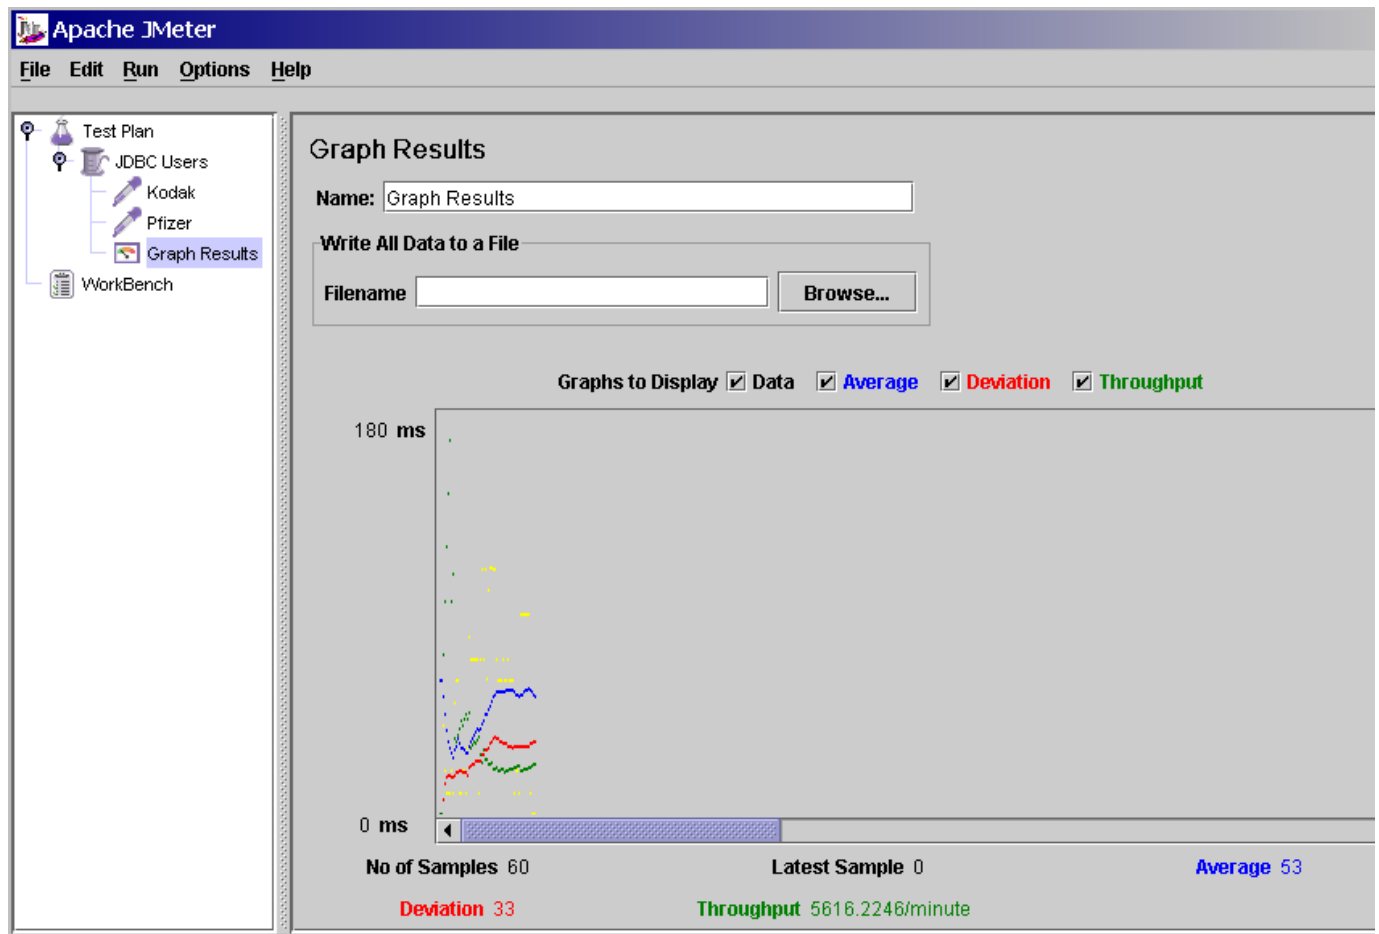 Apache JMeter
File Edit Run Options Help
Test Plan
JDBC Users
Kodak
Pfizer
Graph Results
WorkBench
Graph Results
Name: Graph Results
Write All Data to a File
Filename Browse...
Graphs to Display Data Average Deviation Throughput
180 ms
0 ms
No of Samples 60 Latest Sample 0 Average 53
Deviation 33 Throughput 5616.2246/minute